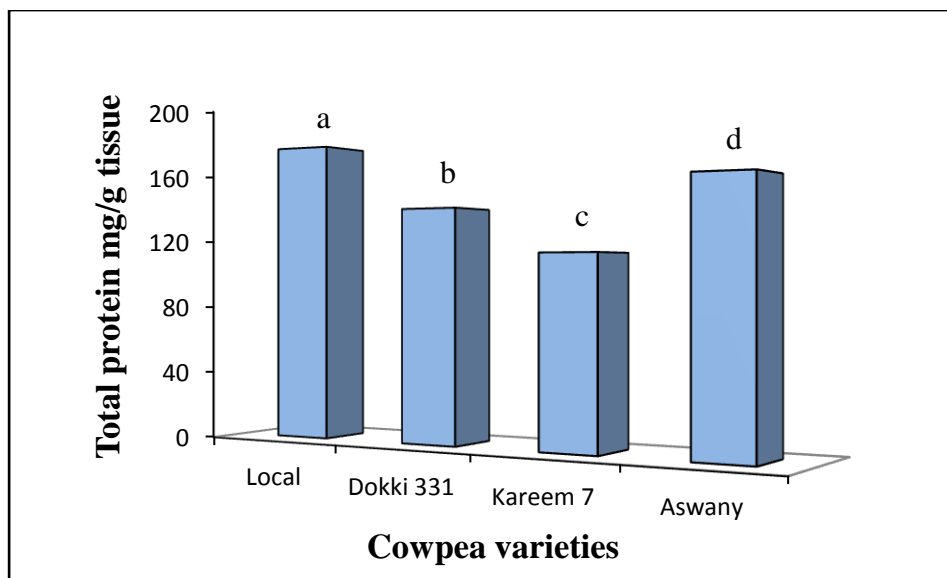 Total protein mg/g tissue
200
160
120
80
40
0
a
b
c
d
Local
Dokki 331
Kareem 7
Aswany
Cowpea varieties